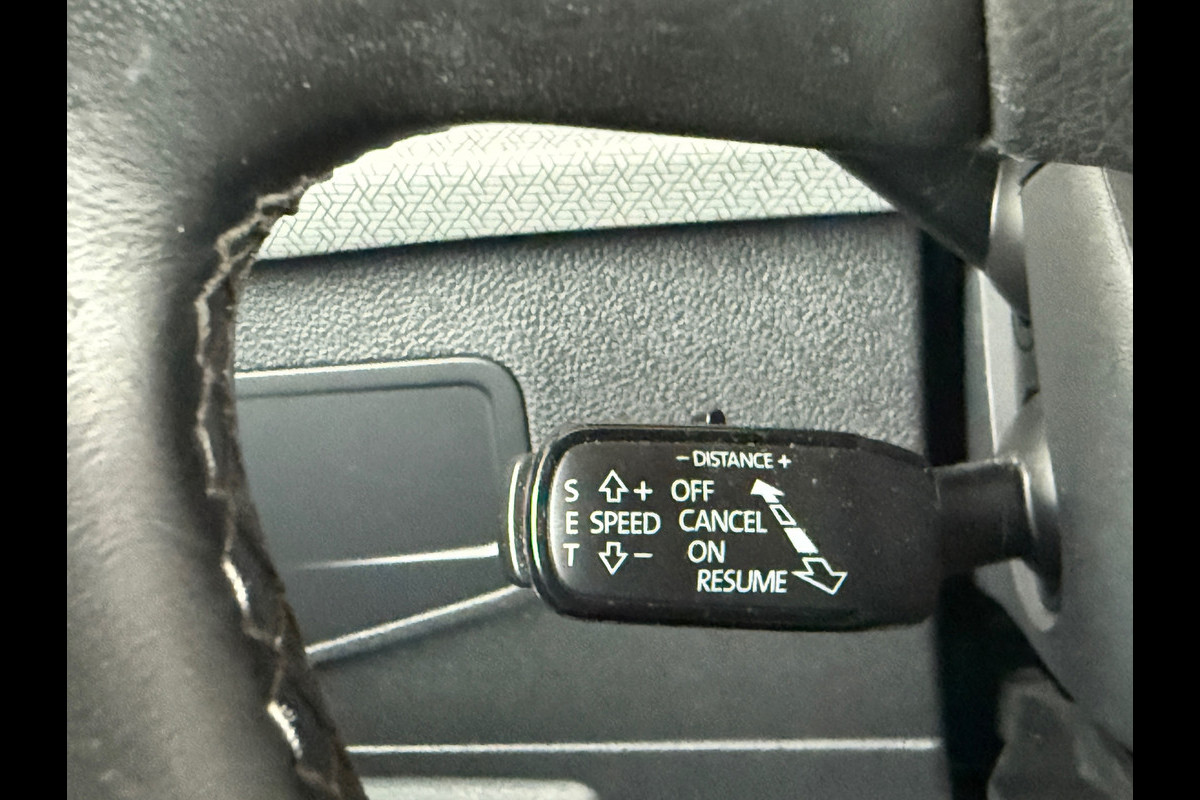 – DISTANCE +
S + OFF
E SPEED CANCEL
T – ON
RESUME